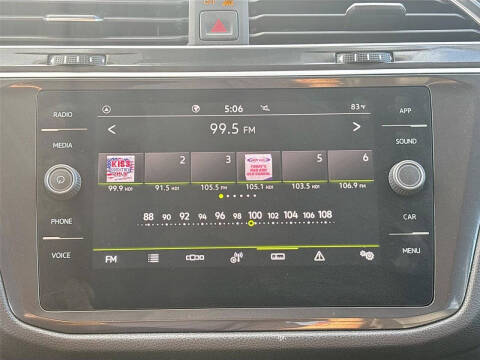 RADIO
MEDIA
PHONE
VOICE
5:06
83°F
99.5 FM
2
3
5
6
KISS
99.9 HD1
91.5 HD1
105.5 FM
105.1 HD1
103.5 HD1
106.9 FM
88 90 92 94 96 98 100 102 104 106 108
FM
APP
SOUND
CAR
MENU